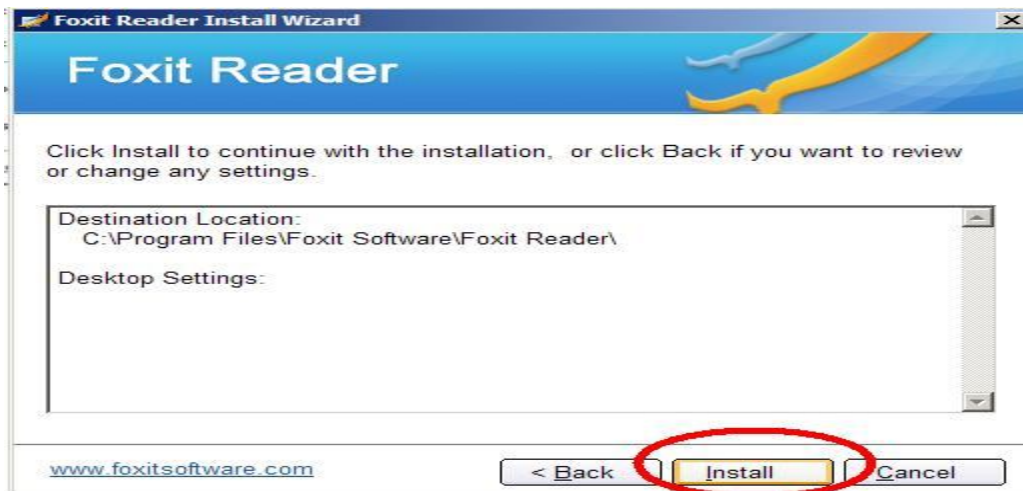 Foxit Reader Install Wizard
Foxit Reader
Click Install to continue with the installation, or click Back if you want to review
or change any settings.
Destination Location:
C:\Program Files\Foxit Software\Foxit Reader\
Desktop Settings:
www.foxitsoftware.com
< Back
Install
Cancel